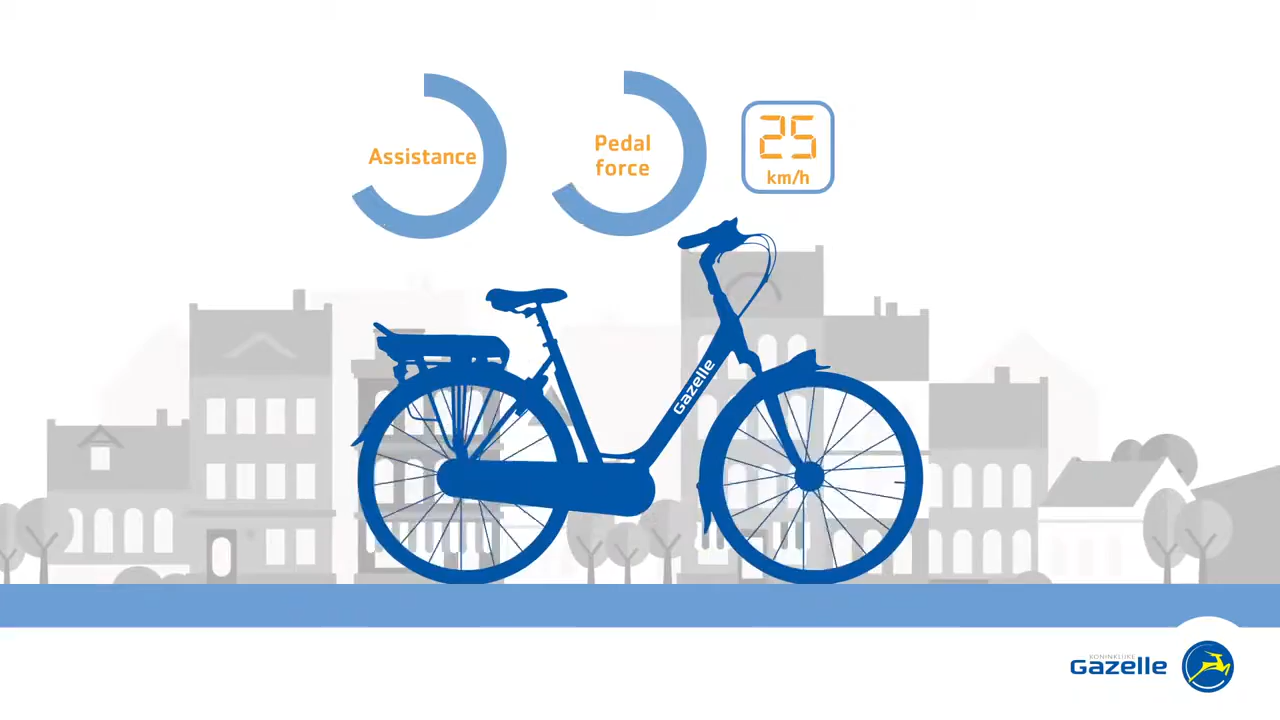 Assistance
Pedal
force
25
km/h
Gazelle
KONINKLIJKE
Gazelle